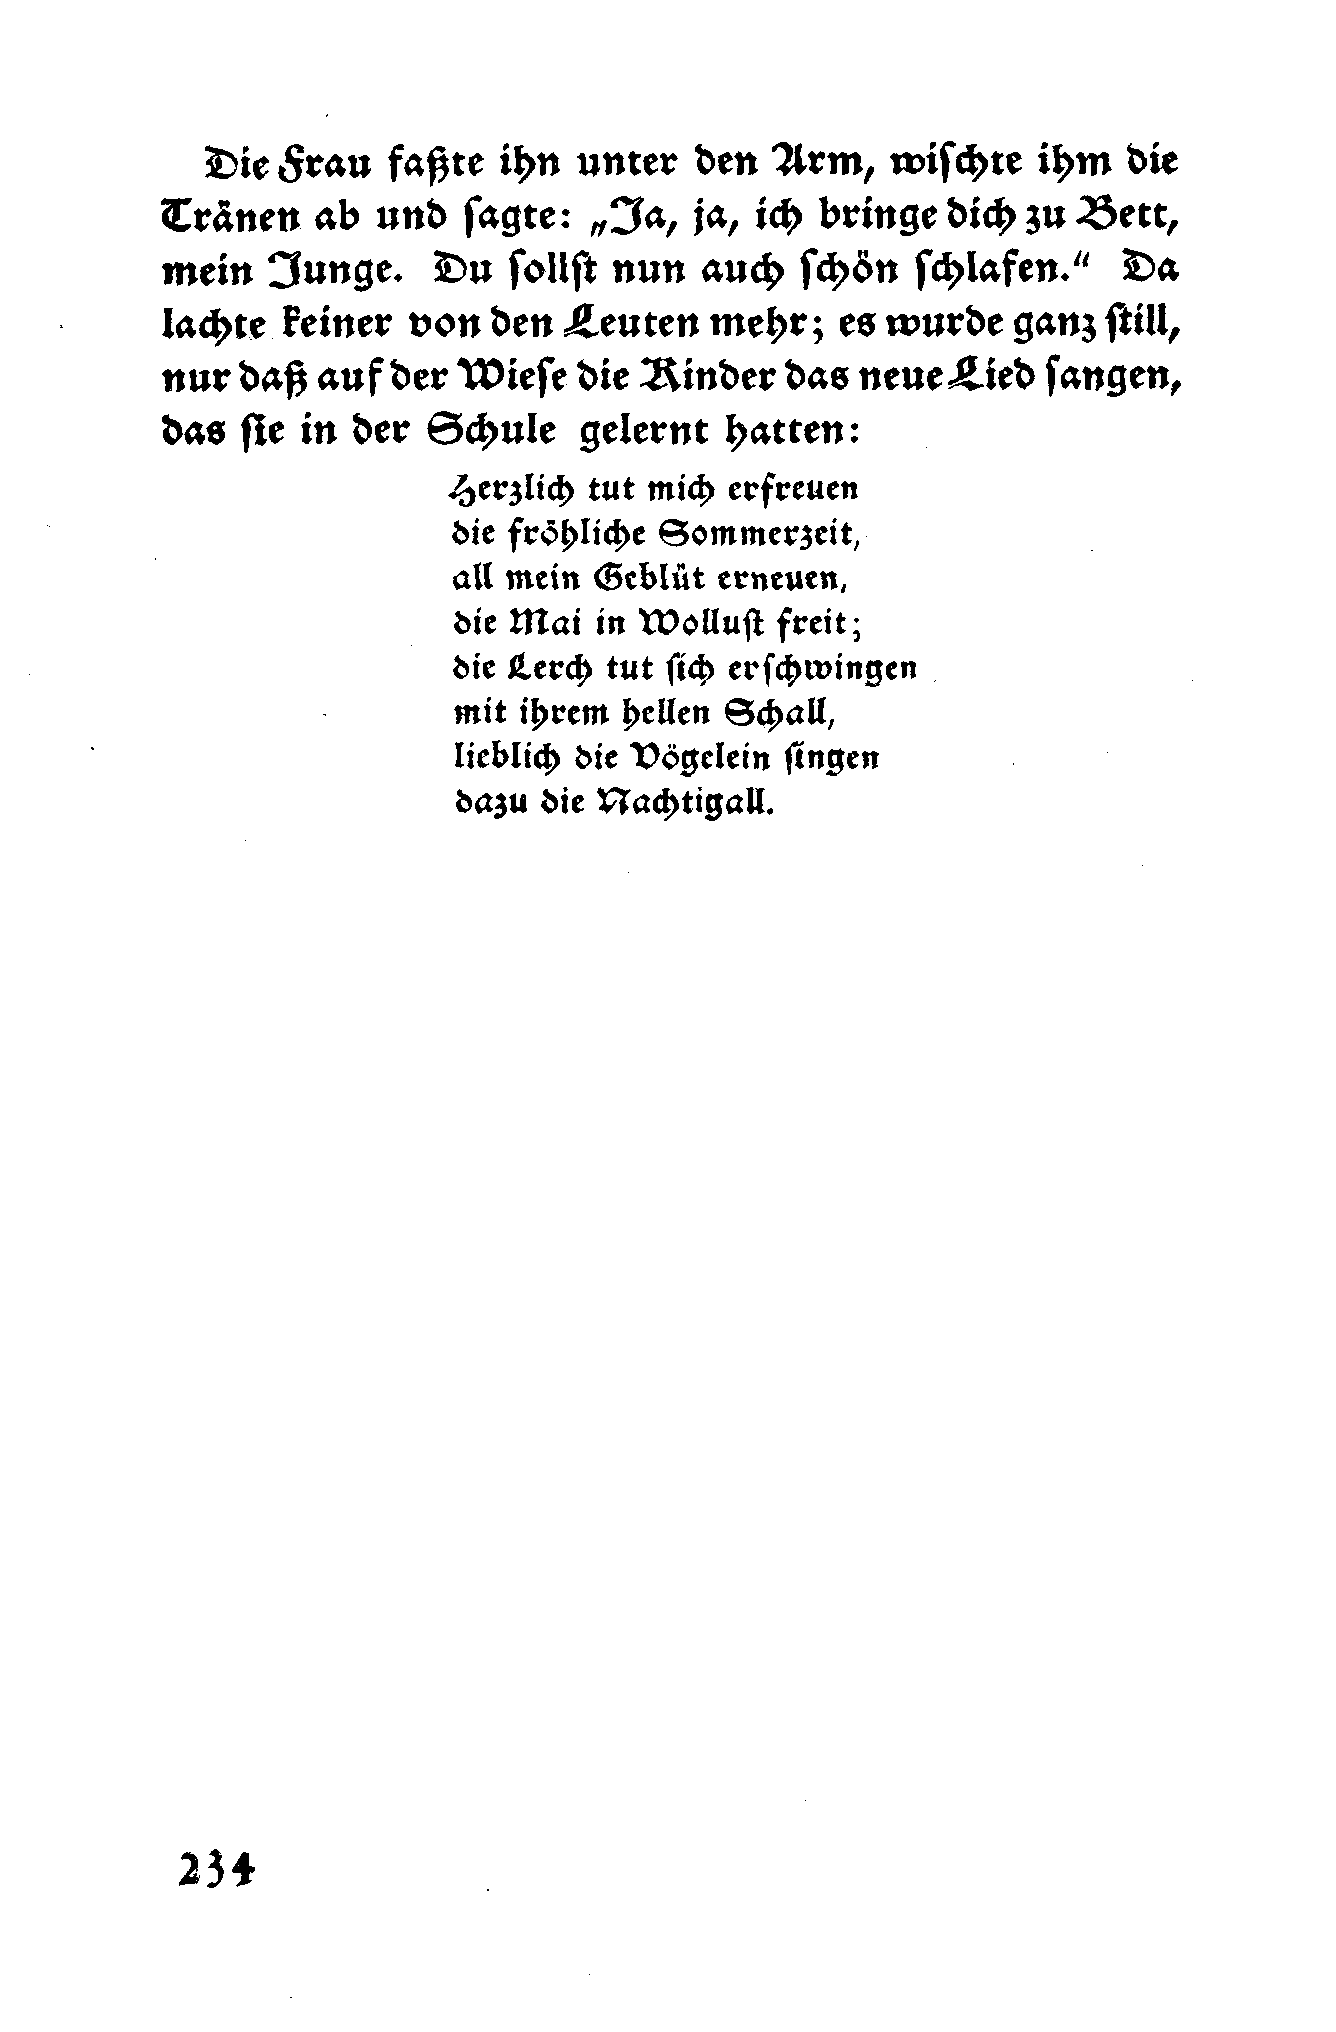 Die Frau faßte ihn unter den Arm, wiſchte ihm die
Tränen ab und ſagte: „Ja, ja, ich bringe dich zu Bett,
mein Junge. Du ſollſt nun auch ſchön ſchlafen.“ Da
lachte keiner von den Leuten mehr; es wurde ganz ſtill,
nur daß auf der Wieſe die Kinder das neue Lied ſangen,
das ſie in der Schule gelernt hatten:
Herzlich tut mich erfreuen
die fröhliche Sommerzeit,
all mein Geblüt erneuen,
die Mai in Wolluſt freit;
die Lerch tut ſich erſchwingen
mit ihrem hellen Schall,
lieblich die Vögelein ſingen
dazu die Nachtigall.
234